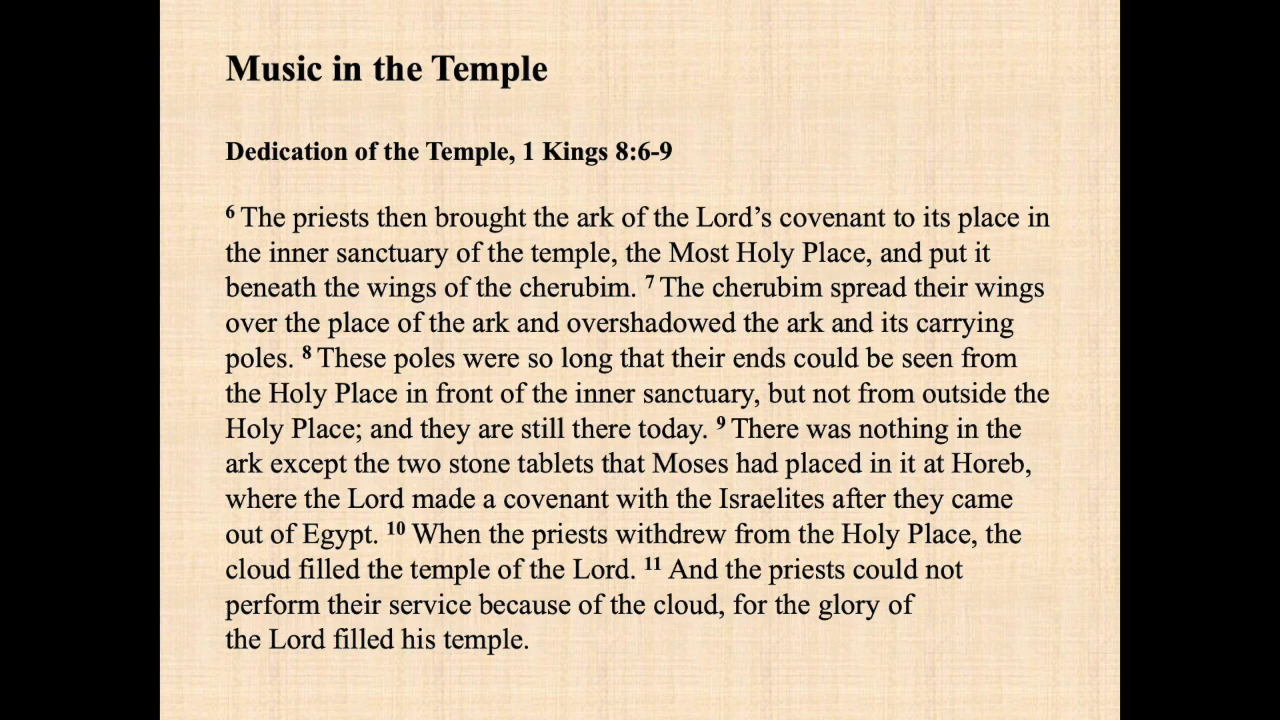 Music in the Temple
Dedication of the Temple, 1 Kings 8:6-9
6 The priests then brought the ark of the Lord’s covenant to its place in
the inner sanctuary of the temple, the Most Holy Place, and put it
beneath the wings of the cherubim. 7 The cherubim spread their wings
over the place of the ark and overshadowed the ark and its carrying
poles. 8 These poles were so long that their ends could be seen from
the Holy Place in front of the inner sanctuary, but not from outside the
Holy Place; and they are still there today. 9 There was nothing in the
ark except the two stone tablets that Moses had placed in it at Horeb,
where the Lord made a covenant with the Israelites after they came
out of Egypt. 10 When the priests withdrew from the Holy Place, the
cloud filled the temple of the Lord. 11 And the priests could not
perform their service because of the cloud, for the glory of
the Lord filled his temple.